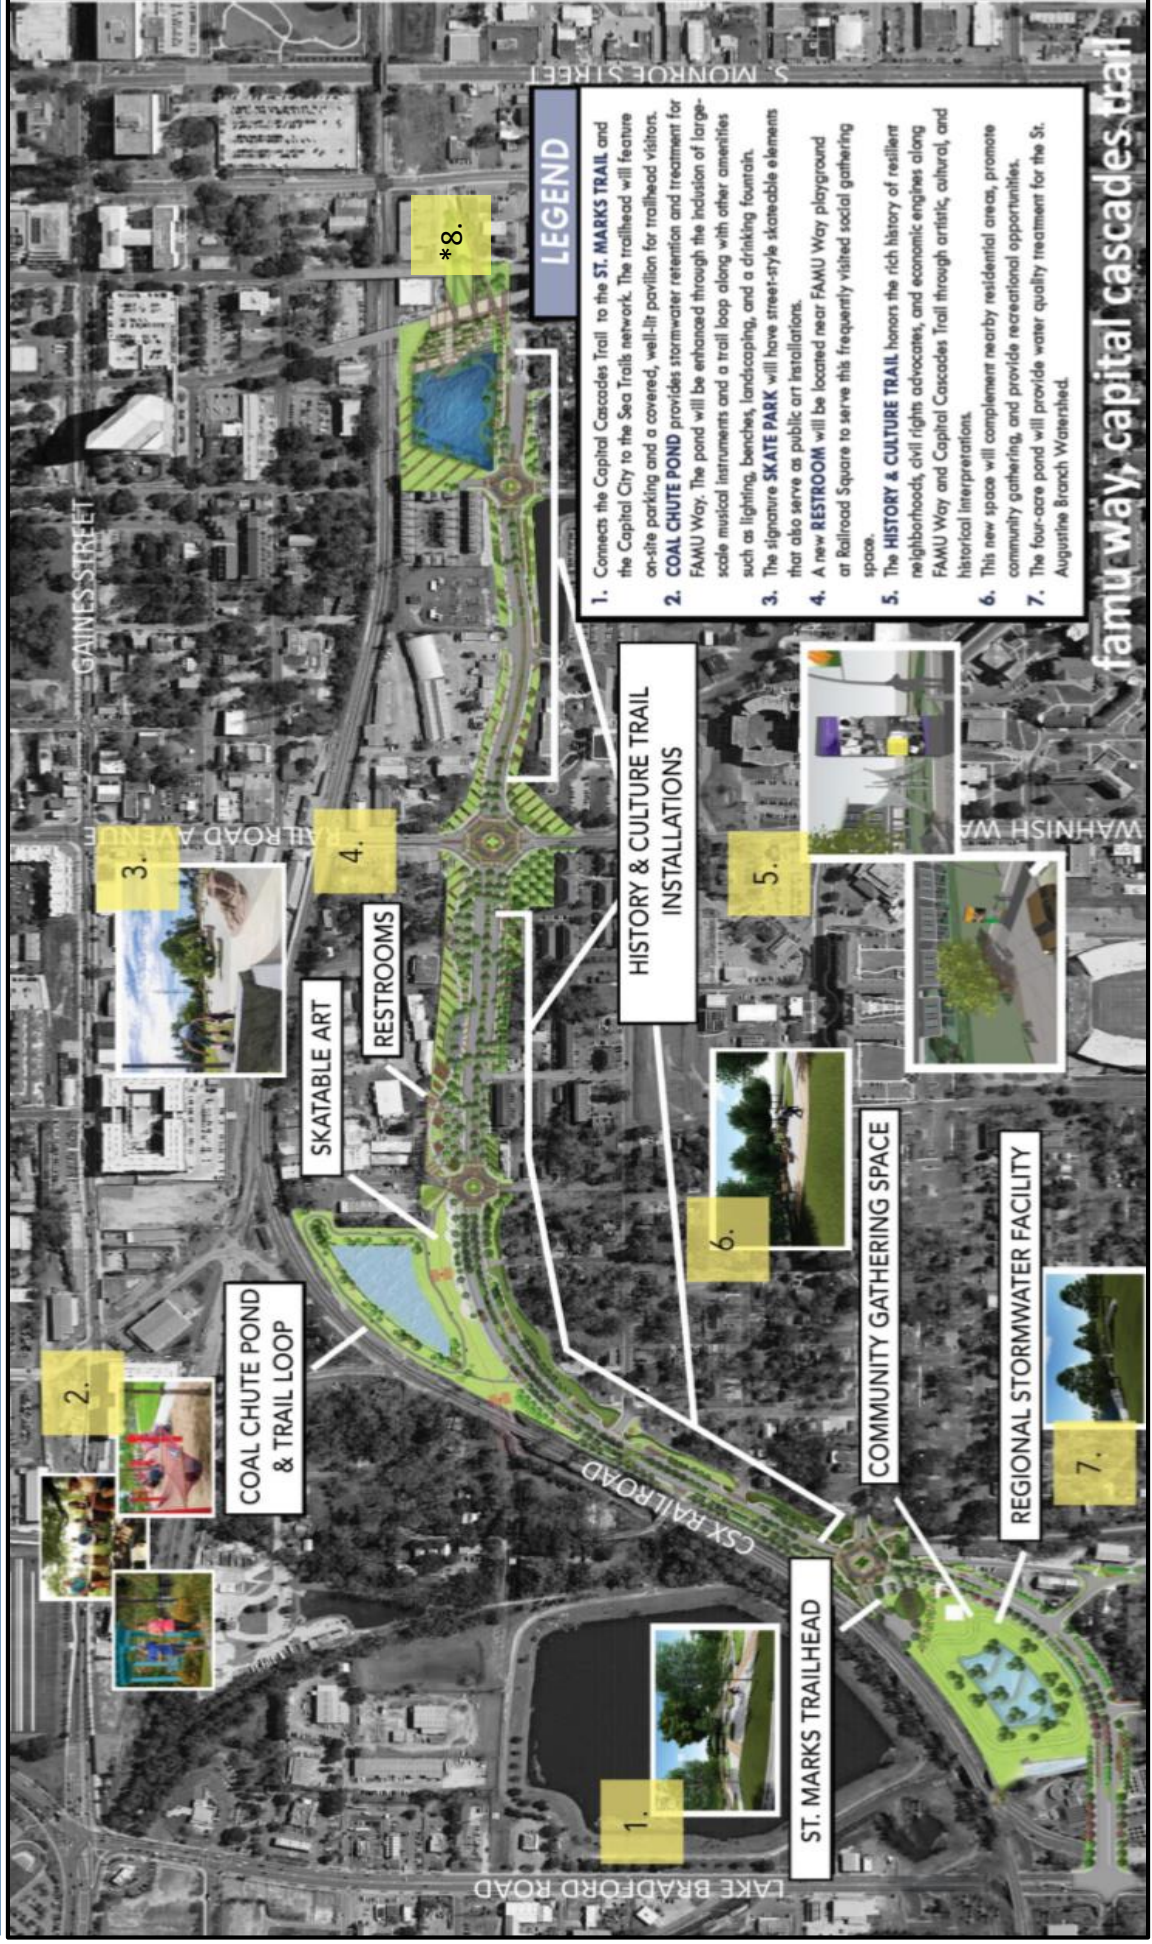 GAINES STREET
S. MONROE STREET
RAILROAD AVENUE
WAHNISH WA
LAKE BRADFORD ROAD
CSX RAILROAD
1.
2.
3.
4.
5.
6.
7.
*8.
COAL CHUTE POND
& TRAIL LOOP
SKATABLE ART
RESTROOMS
HISTORY & CULTURE TRAIL
INSTALLATIONS
ST. MARKS TRAILHEAD
COMMUNITY GATHERING SPACE
REGIONAL STORMWATER FACILITY
LEGEND
1. Connects the Capital Cascades Trail to the ST. MARKS TRAIL and
the Capital City to the Sea Trails network. The trailhead will feature
on-site parking and a covered, well-lit pavilion for trailhead visitors.
2. COAL CHUTE POND provides stormwater retention and treatment for
FAMU Way. The pond will be enhanced through the inclusion of large-
scale musical instruments and a trail loop along with other amenities
such as lighting, benches, landscaping, and a drinking fountain.
3. The signature SKATE PARK will have street-style skateable elements
that also serve as public art installations.
4. A new RESTROOM will be located near FAMU Way playground
at Railroad Square to serve this frequently visited social gathering
space.
5. The HISTORY & CULTURE TRAIL honors the rich history of resilient
neighborhoods, civil rights advocates, and economic engines along
FAMU Way and Capital Cascades Trail through artistic, cultural, and
historical interpretations.
6. This new space will complement nearby residential areas, promote
community gathering, and provide recreational opportunities.
7. The four-acre pond will provide water quality treatment for the St.
Augustine Branch Watershed.
famu way, capital cascades trail